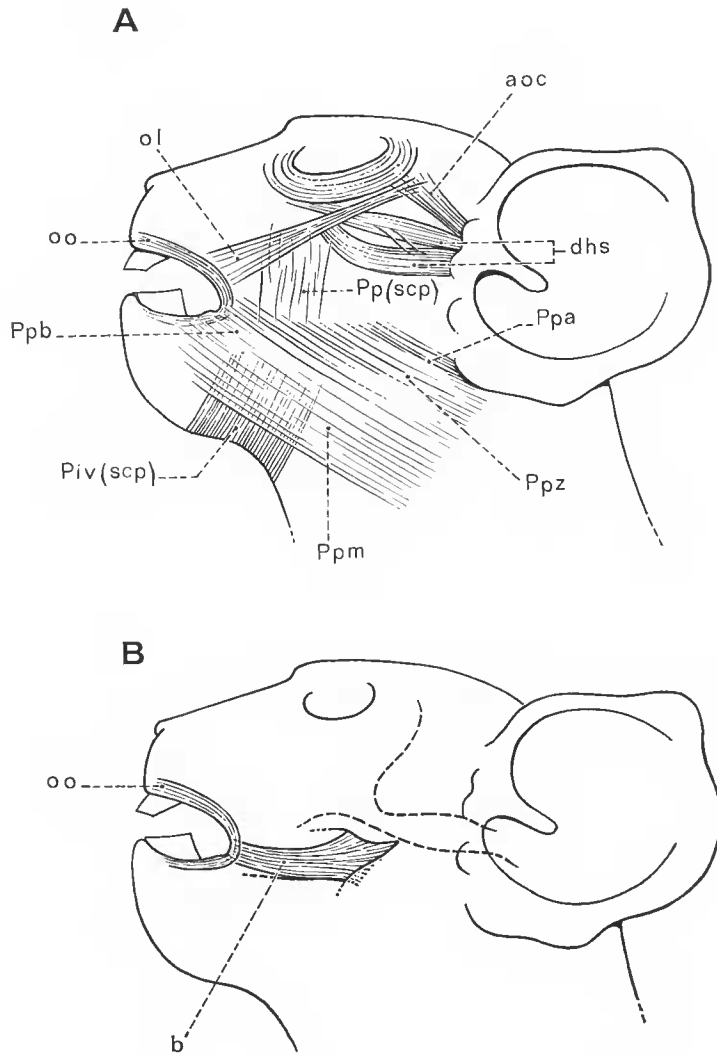 A
aoc
ol
oo
dhs
Pp(scp)
Ppa
Ppb
Piv(scp)
Ppz
Ppm
B
oo
b